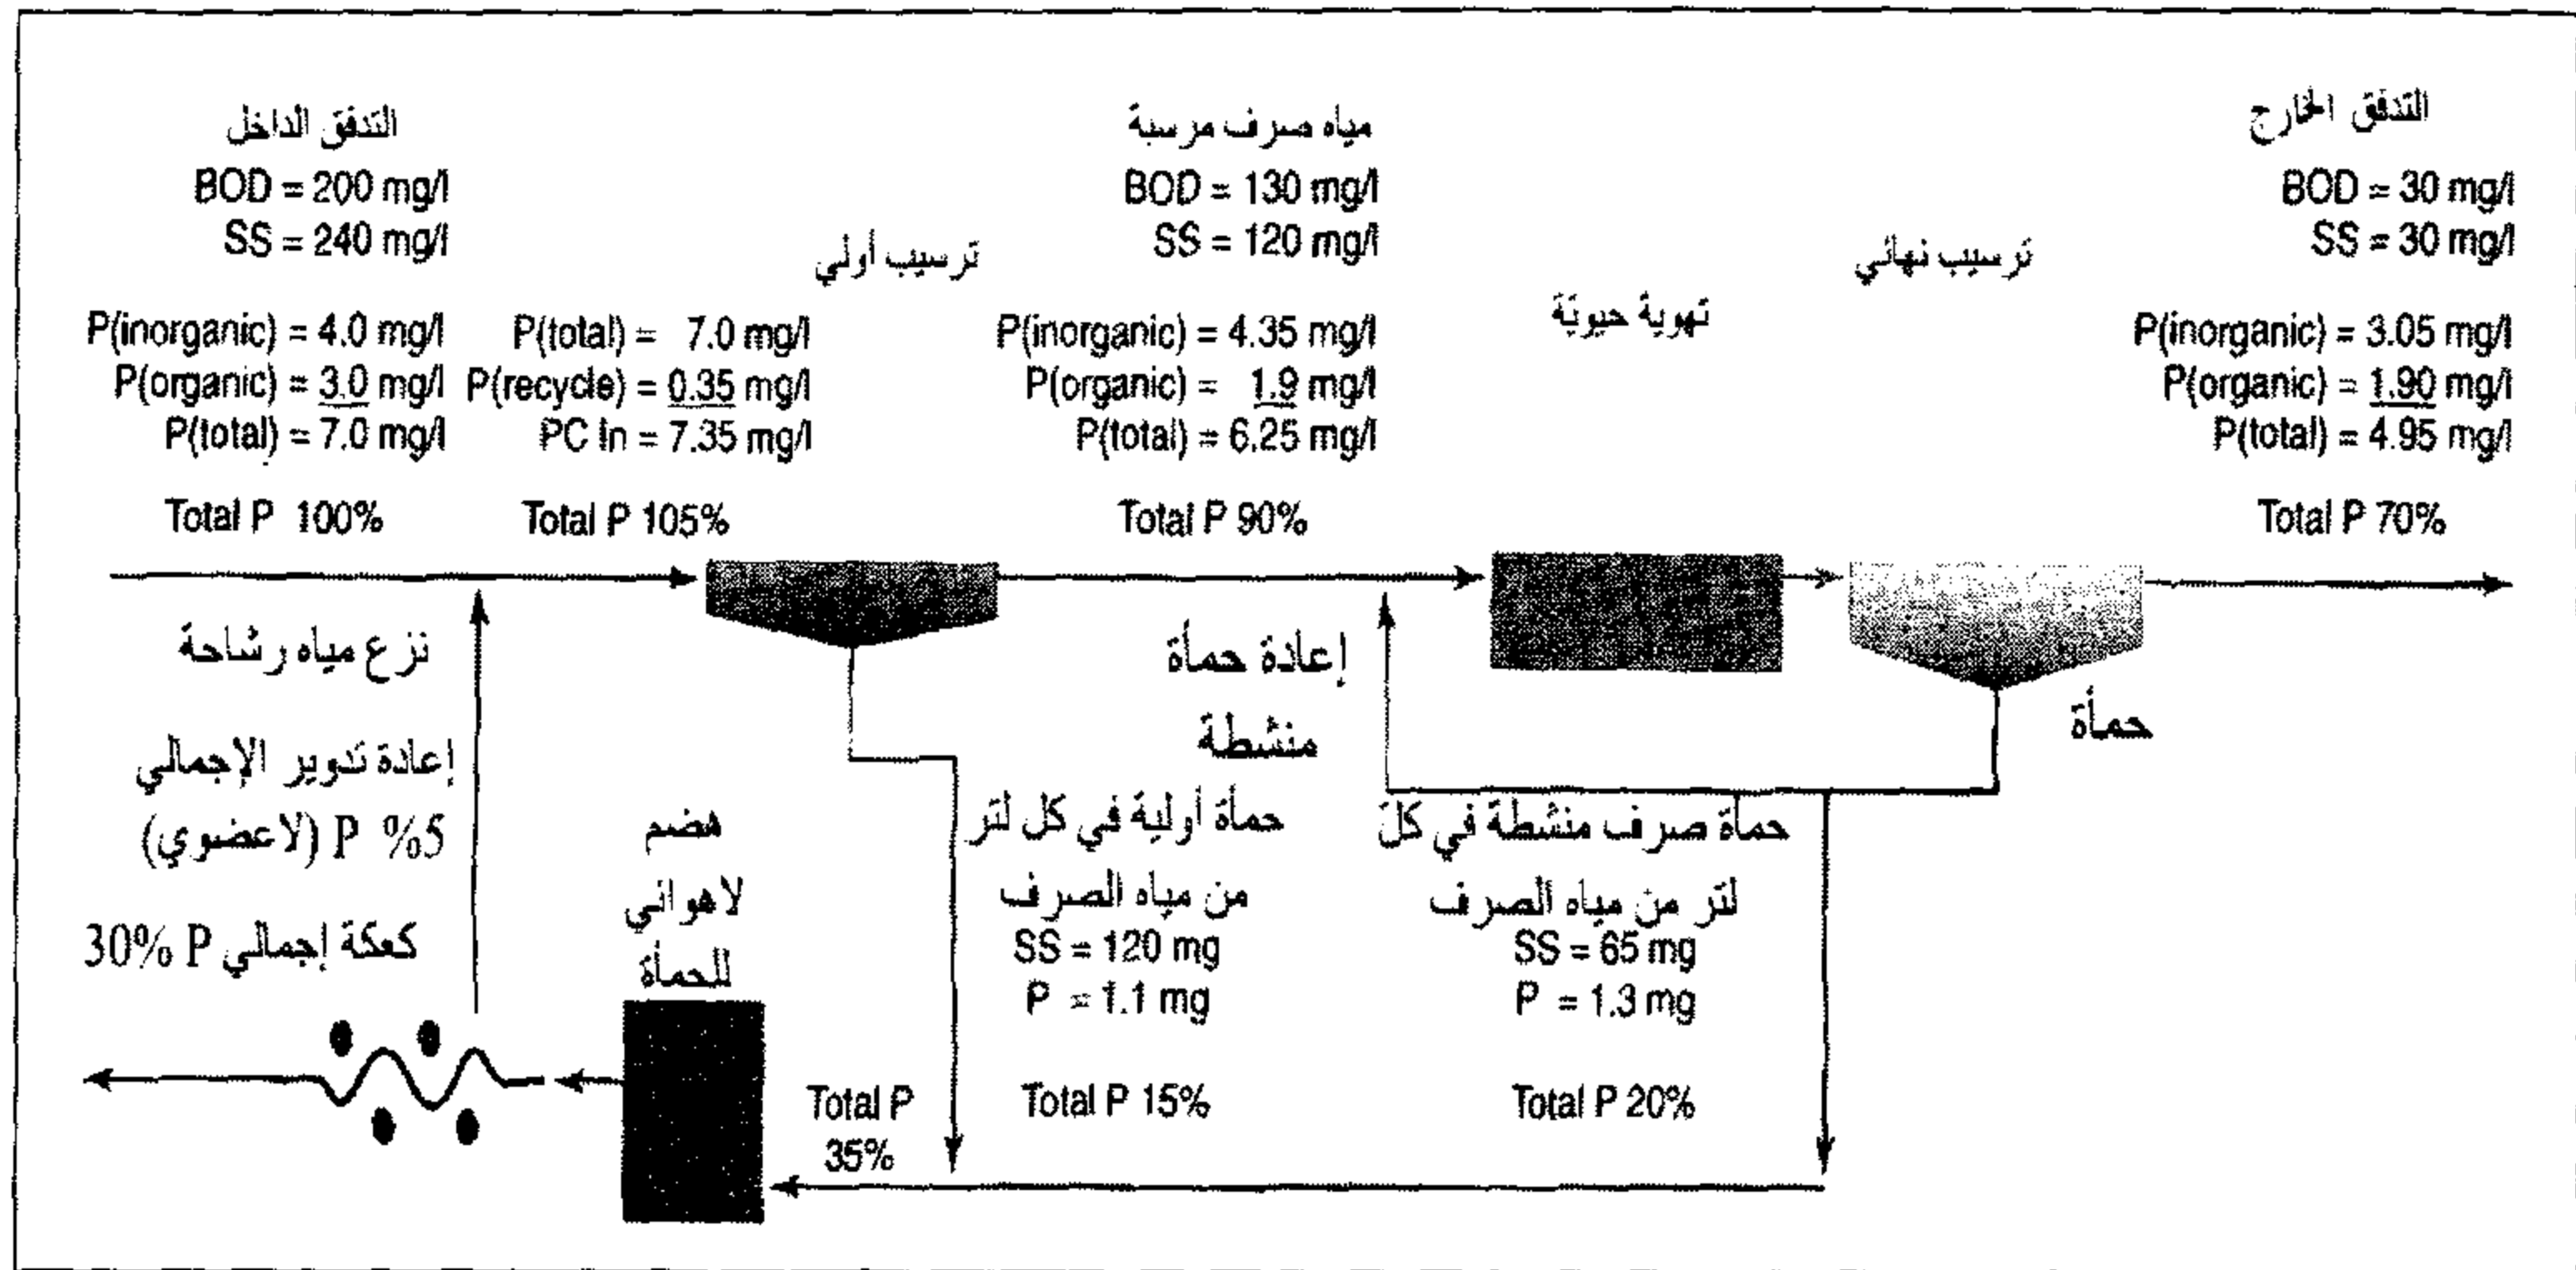 التدفق الداخل
BOD = 200 mg/l
SS = 240 mg/l
P(inorganic) = 4.0 mg/l
P(organic) = 3.0 mg/l
P(total) = 7.0 mg/l
Total P 100%
P(total) = 7.0 mg/l
P(recycle) = 0.35 mg/l
PC In = 7.35 mg/l
Total P 105%
ترسيب أولي
مياه صرف مرسبة
BOD = 130 mg/l
SS = 120 mg/l
P(inorganic) = 4.35 mg/l
P(organic) = 1.9 mg/l
P(total) = 6.25 mg/l
Total P 90%
تهوية حيوية
ترسيب نهائي
التدفق الخارج
BOD = 30 mg/l
SS = 30 mg/l
P(inorganic) = 3.05 mg/l
P(organic) = 1.90 mg/l
P(total) = 4.95 mg/l
Total P 70%
نزع مياه رشاحة
إعادة تدوير الإجمالي
5% P (لاعضوي)
كعكة إجمالي 30% P
هضم
لاهوائي
للحمأة
Total P
35%
إعادة حمأة
منشطة
حمأة أولية في كل لتر
من مياه الصرف
SS = 120 mg
P = 1.1 mg
Total P 15%
حمأة
حمأة صرف منشطة في كل
لتر من مياه الصرف
SS = 65 mg
P = 1.3 mg
Total P 20%